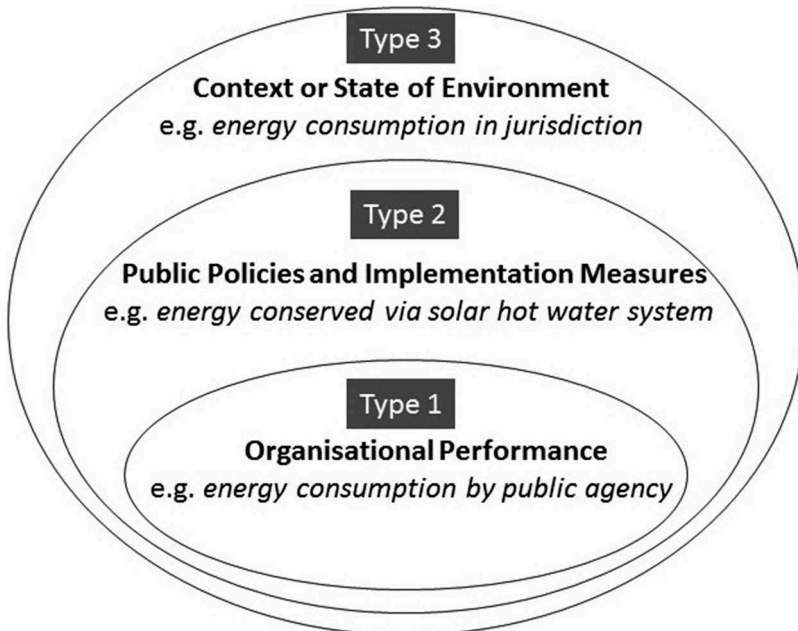 Type 3
Context or State of Environment
e.g. energy consumption in jurisdiction
Type 2
Public Policies and Implementation Measures
e.g. energy conserved via solar hot water system
Type 1
Organisational Performance
e.g. energy consumption by public agency